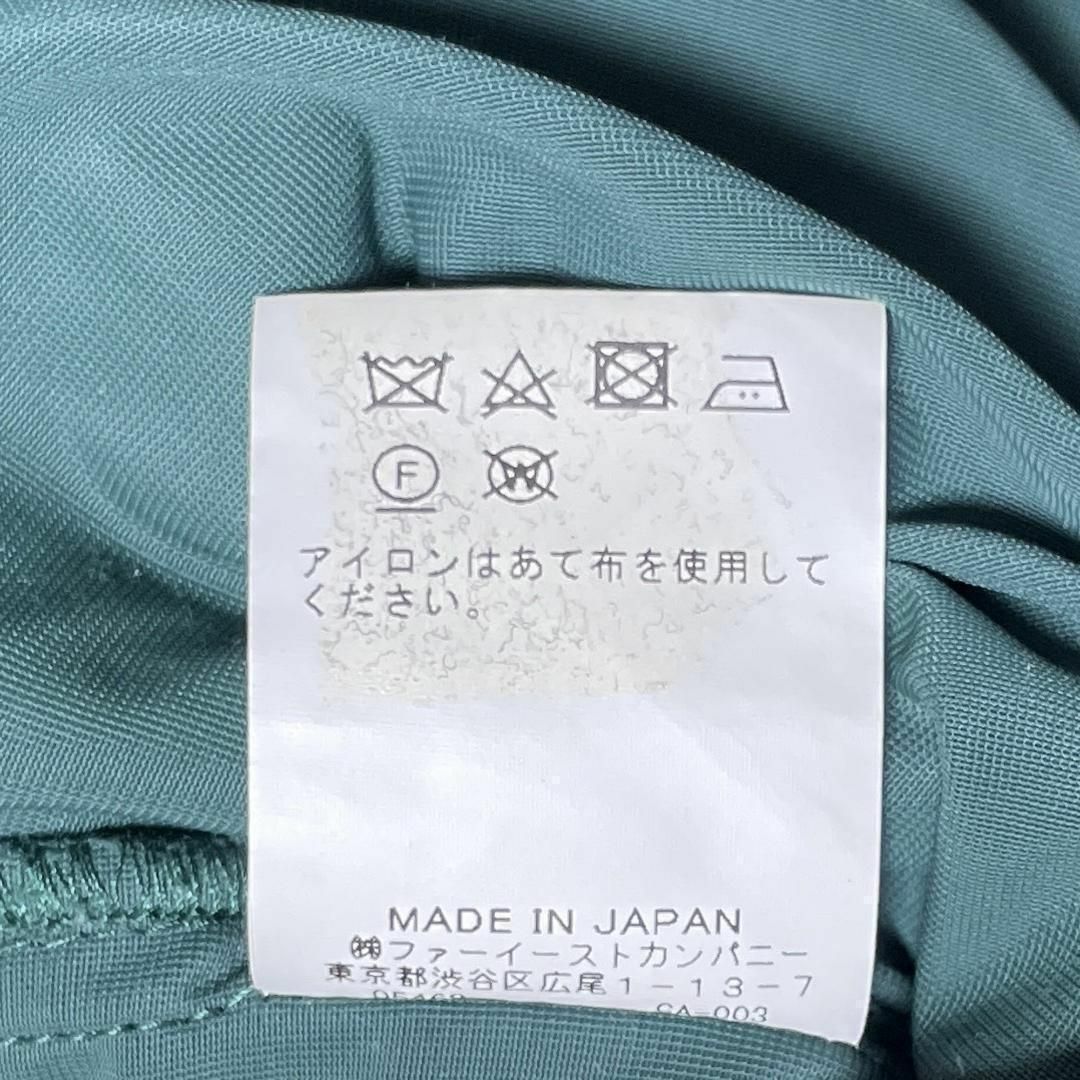 F
W
アイロンはあて布を使用して
ください。
MADE IN JAPAN
㈱ファーイーストカンパニー
東京都渋谷区広尾1-13-7
SA-003